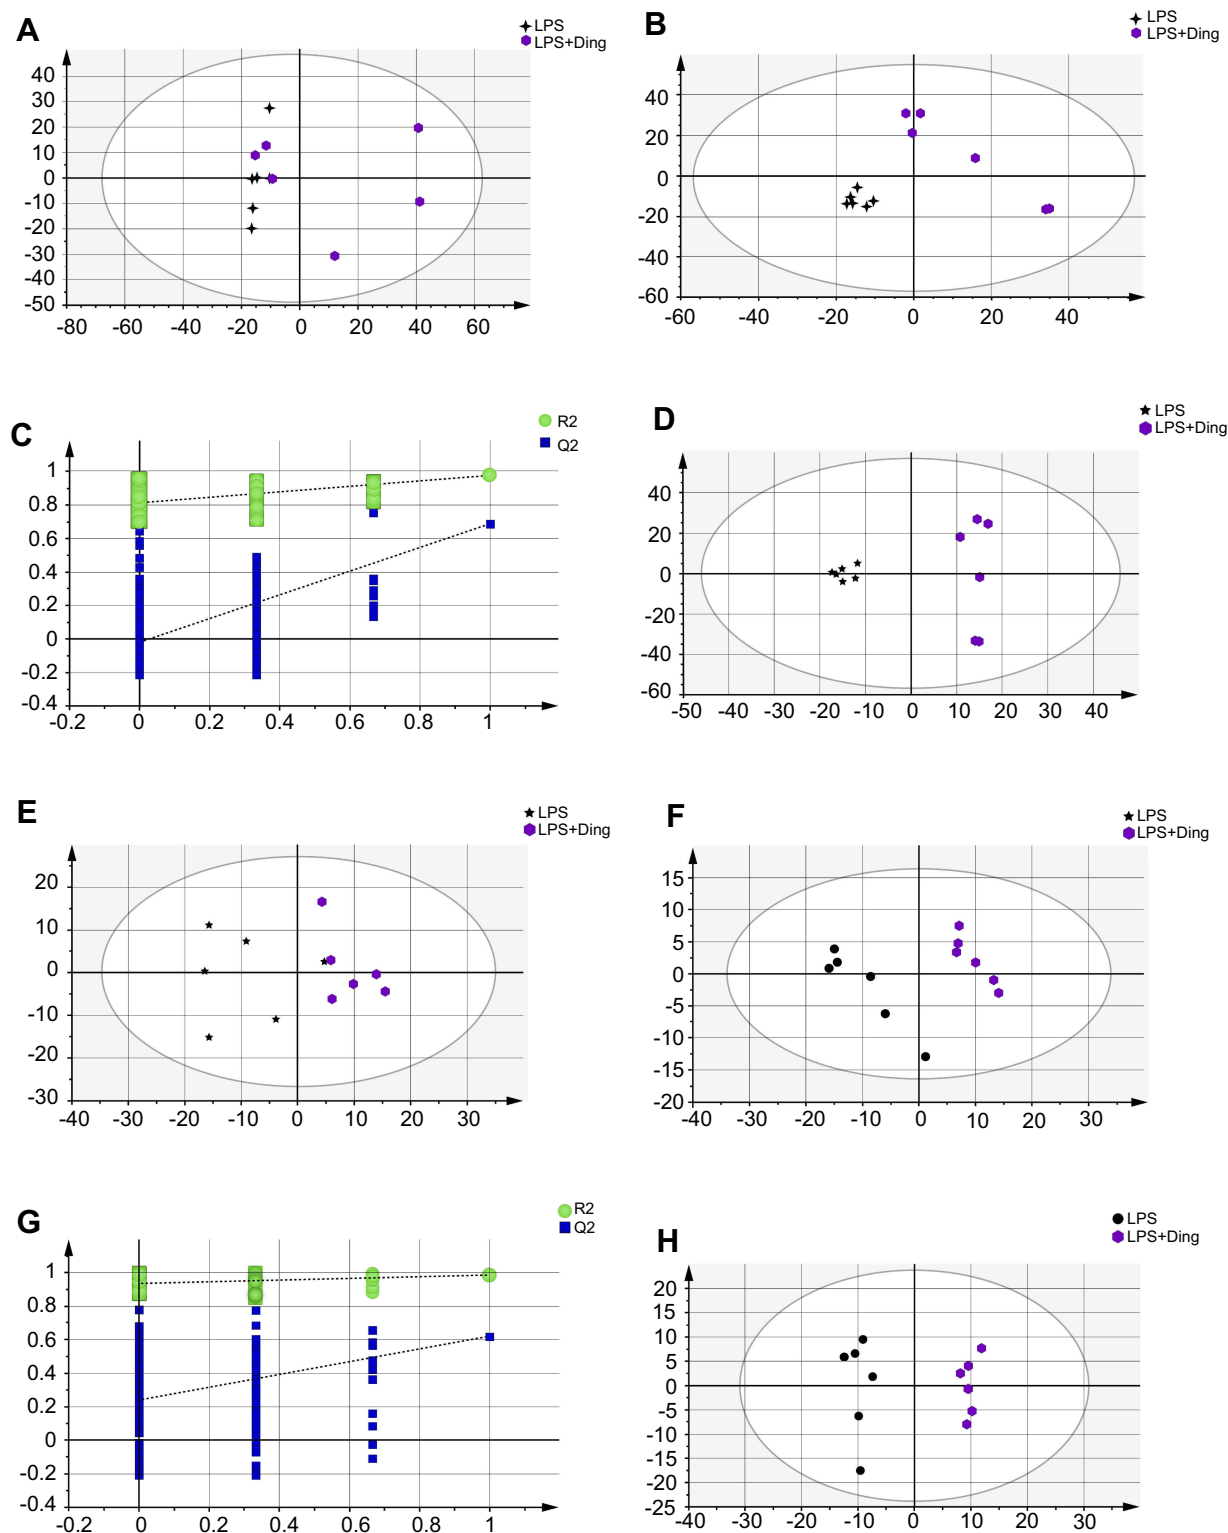 A
LPS
LPS+Ding
40
30
20
10
0
-10
-20
-30
-40
-50
-80 -60 -40 -20 0 20 40 60
B
LPS
LPS+Ding
40
20
0
-20
-40
-60
-60 -40 -20 0 20 40
C
R2
Q2
1
0.8
0.6
0.4
0.2
0
-0.2
-0.4
-0.2 0 0.2 0.4 0.6 0.8 1
D
LPS
LPS+Ding
40
20
0
-20
-40
-60
-50 -40 -30 -20 -10 0 10 20 30 40
E
LPS
LPS+Ding
20
10
0
-10
-20
-30
-40 -30 -20 -10 0 10 20 30
F
LPS
LPS+Ding
15
10
5
0
-5
-10
-15
-20
-40 -30 -20 -10 0 10 20 30
G
R2
Q2
1
0.8
0.6
0.4
0.2
0
-0.2
-0.4
-0.2 0 0.2 0.4 0.6 0.8 1
H
LPS
LPS+Ding
20
15
10
5
0
-5
-10
-15
-20
-25
-40 -30 -20 -10 0 10 20 30